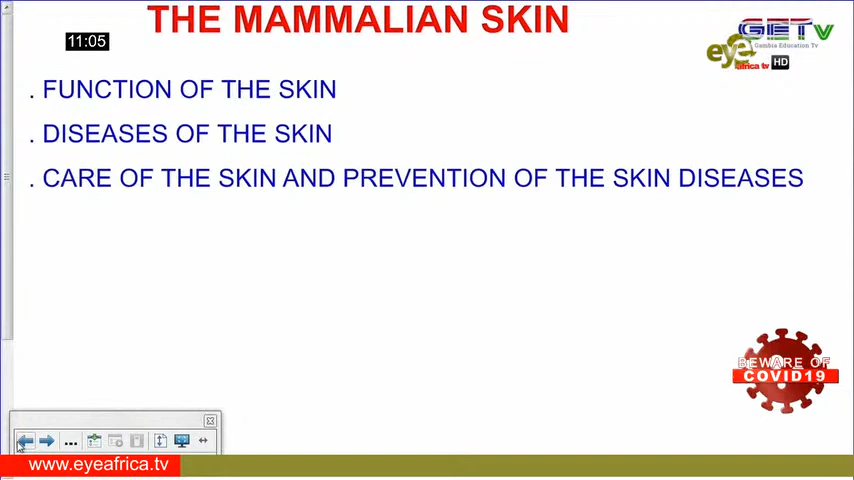 THE MAMMALIAN SKIN
11:05
GETV
Gambia Education Tv
eye
africa tv HD
. FUNCTION OF THE SKIN
. DISEASES OF THE SKIN
. CARE OF THE SKIN AND PREVENTION OF THE SKIN DISEASES
BEWARE OF
COVID19
www.eyeafrica.tv